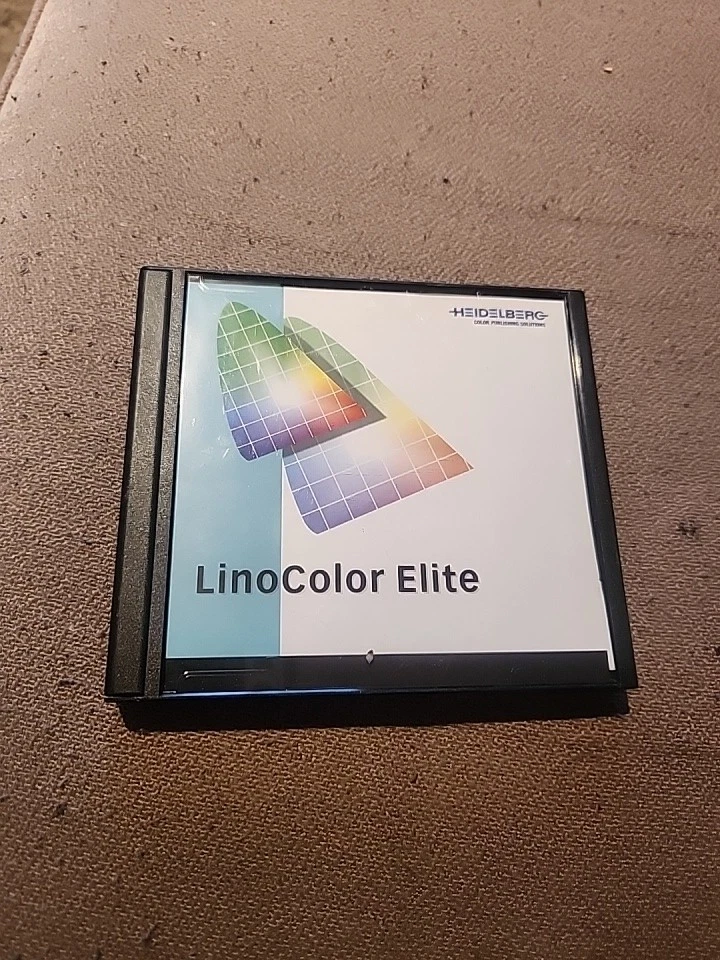 HEIDELBERG
COLOR PUBLISHING SOLUTIONS
LinoColor Elite